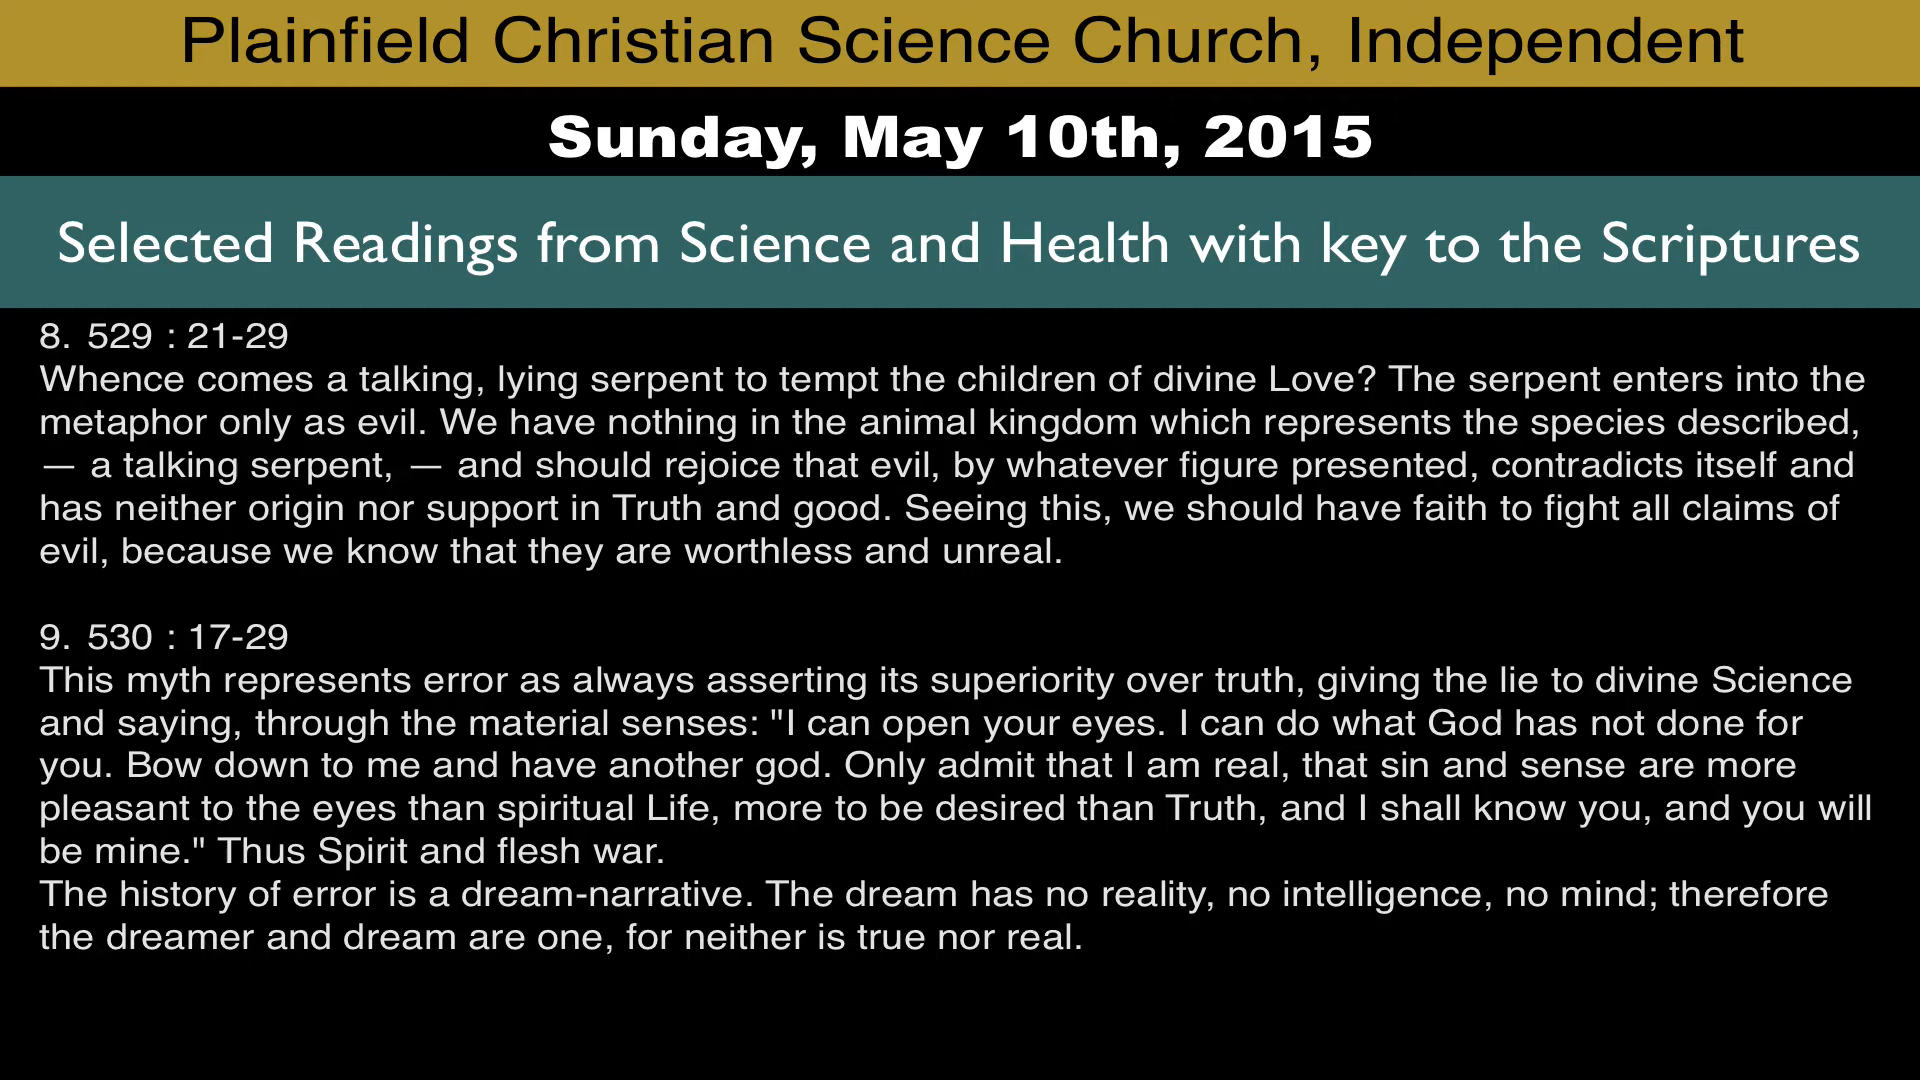 Plainfield Christian Science Church, Independent
Sunday, May 10th, 2015
Selected Readings from Science and Health with key to the Scriptures
8. 529 : 21-29
Whence comes a talking, lying serpent to tempt the children of divine Love? The serpent enters into the
metaphor only as evil. We have nothing in the animal kingdom which represents the species described,
— a talking serpent, — and should rejoice that evil, by whatever figure presented, contradicts itself and
has neither origin nor support in Truth and good. Seeing this, we should have faith to fight all claims of
evil, because we know that they are worthless and unreal.
9. 530 : 17-29
This myth represents error as always asserting its superiority over truth, giving the lie to divine Science
and saying, through the material senses: "I can open your eyes. I can do what God has not done for
you. Bow down to me and have another god. Only admit that I am real, that sin and sense are more
pleasant to the eyes than spiritual Life, more to be desired than Truth, and I shall know you, and you will
be mine." Thus Spirit and flesh war.
The history of error is a dream-narrative. The dream has no reality, no intelligence, no mind; therefore
the dreamer and dream are one, for neither is true nor real.